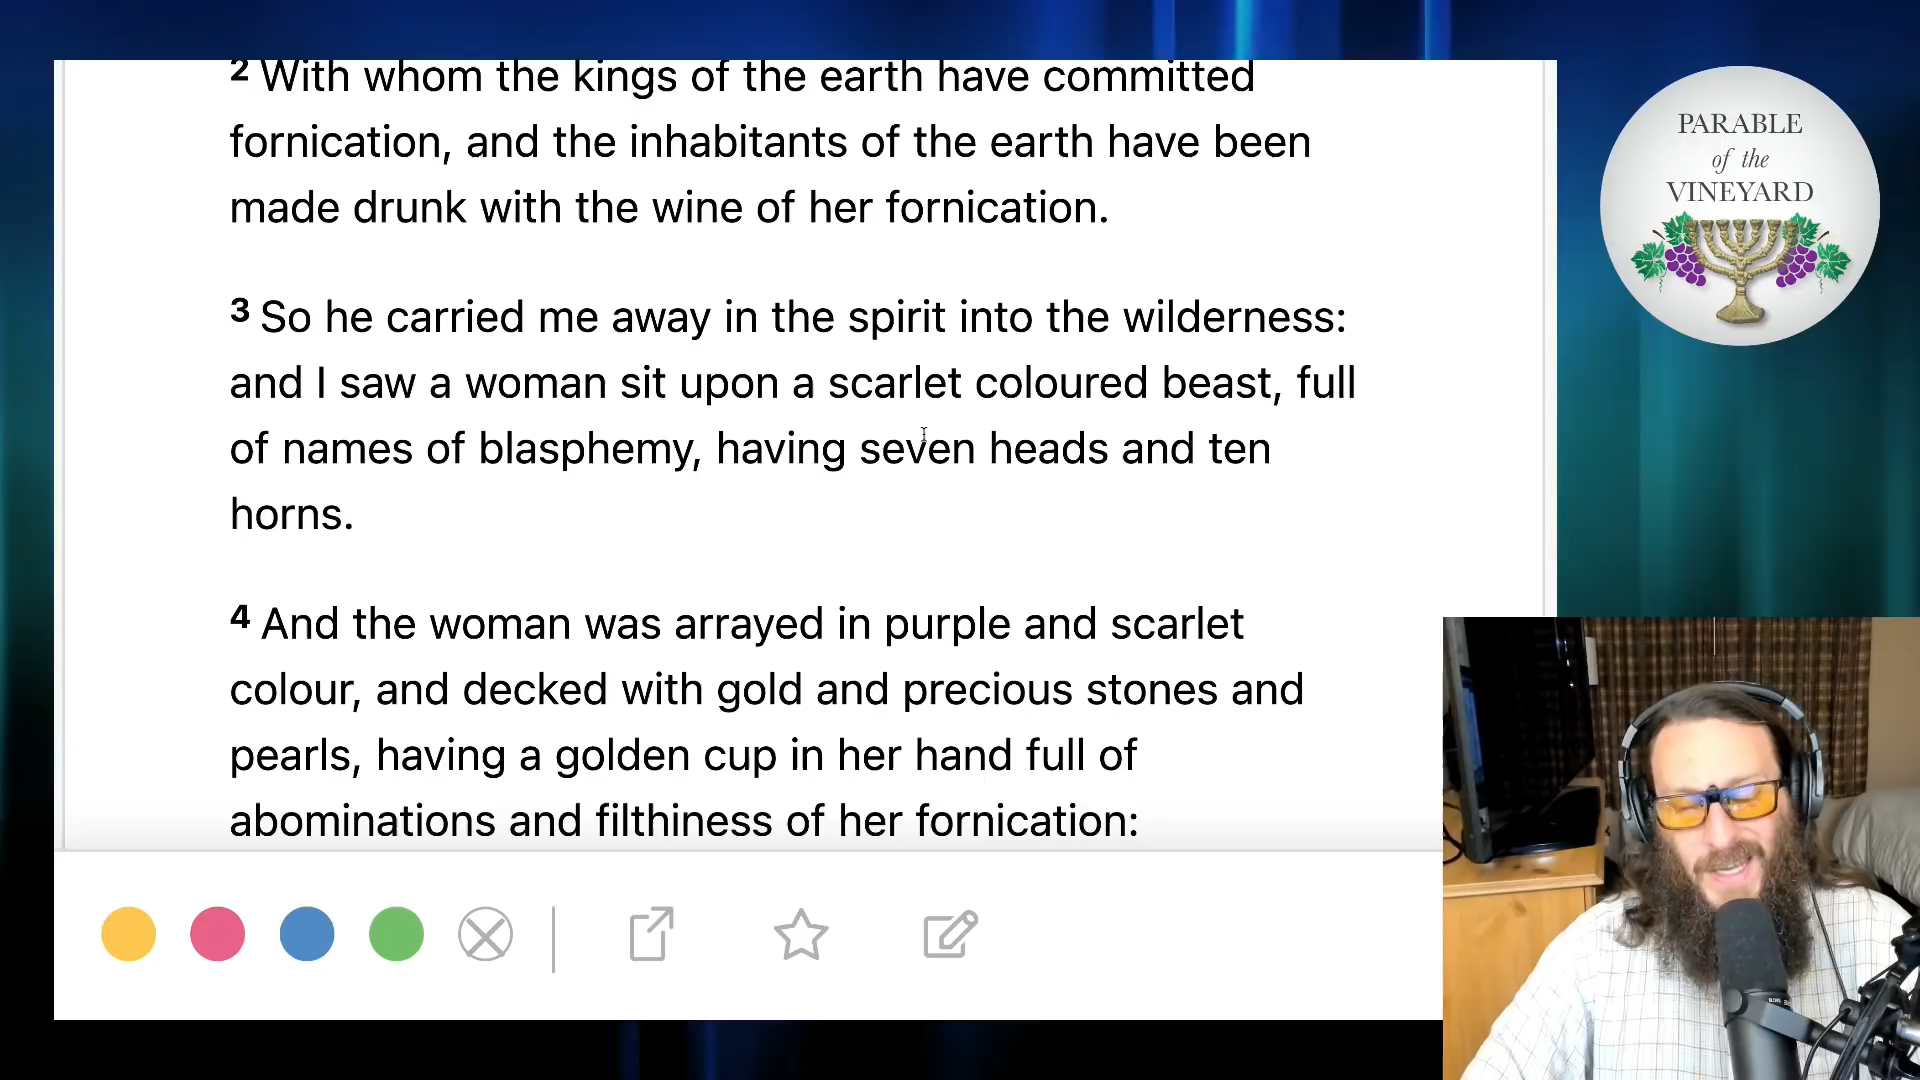 2 With whom the kings of the earth have committed
fornication, and the inhabitants of the earth have been
made drunk with the wine of her fornication.
3 So he carried me away in the spirit into the wilderness:
and I saw a woman sit upon a scarlet coloured beast, full
of names of blasphemy, having seven heads and ten
horns.
4 And the woman was arrayed in purple and scarlet
colour, and decked with gold and precious stones and
pearls, having a golden cup in her hand full of
abominations and filthiness of her fornication:
PARABLE
of the
VINEYARD